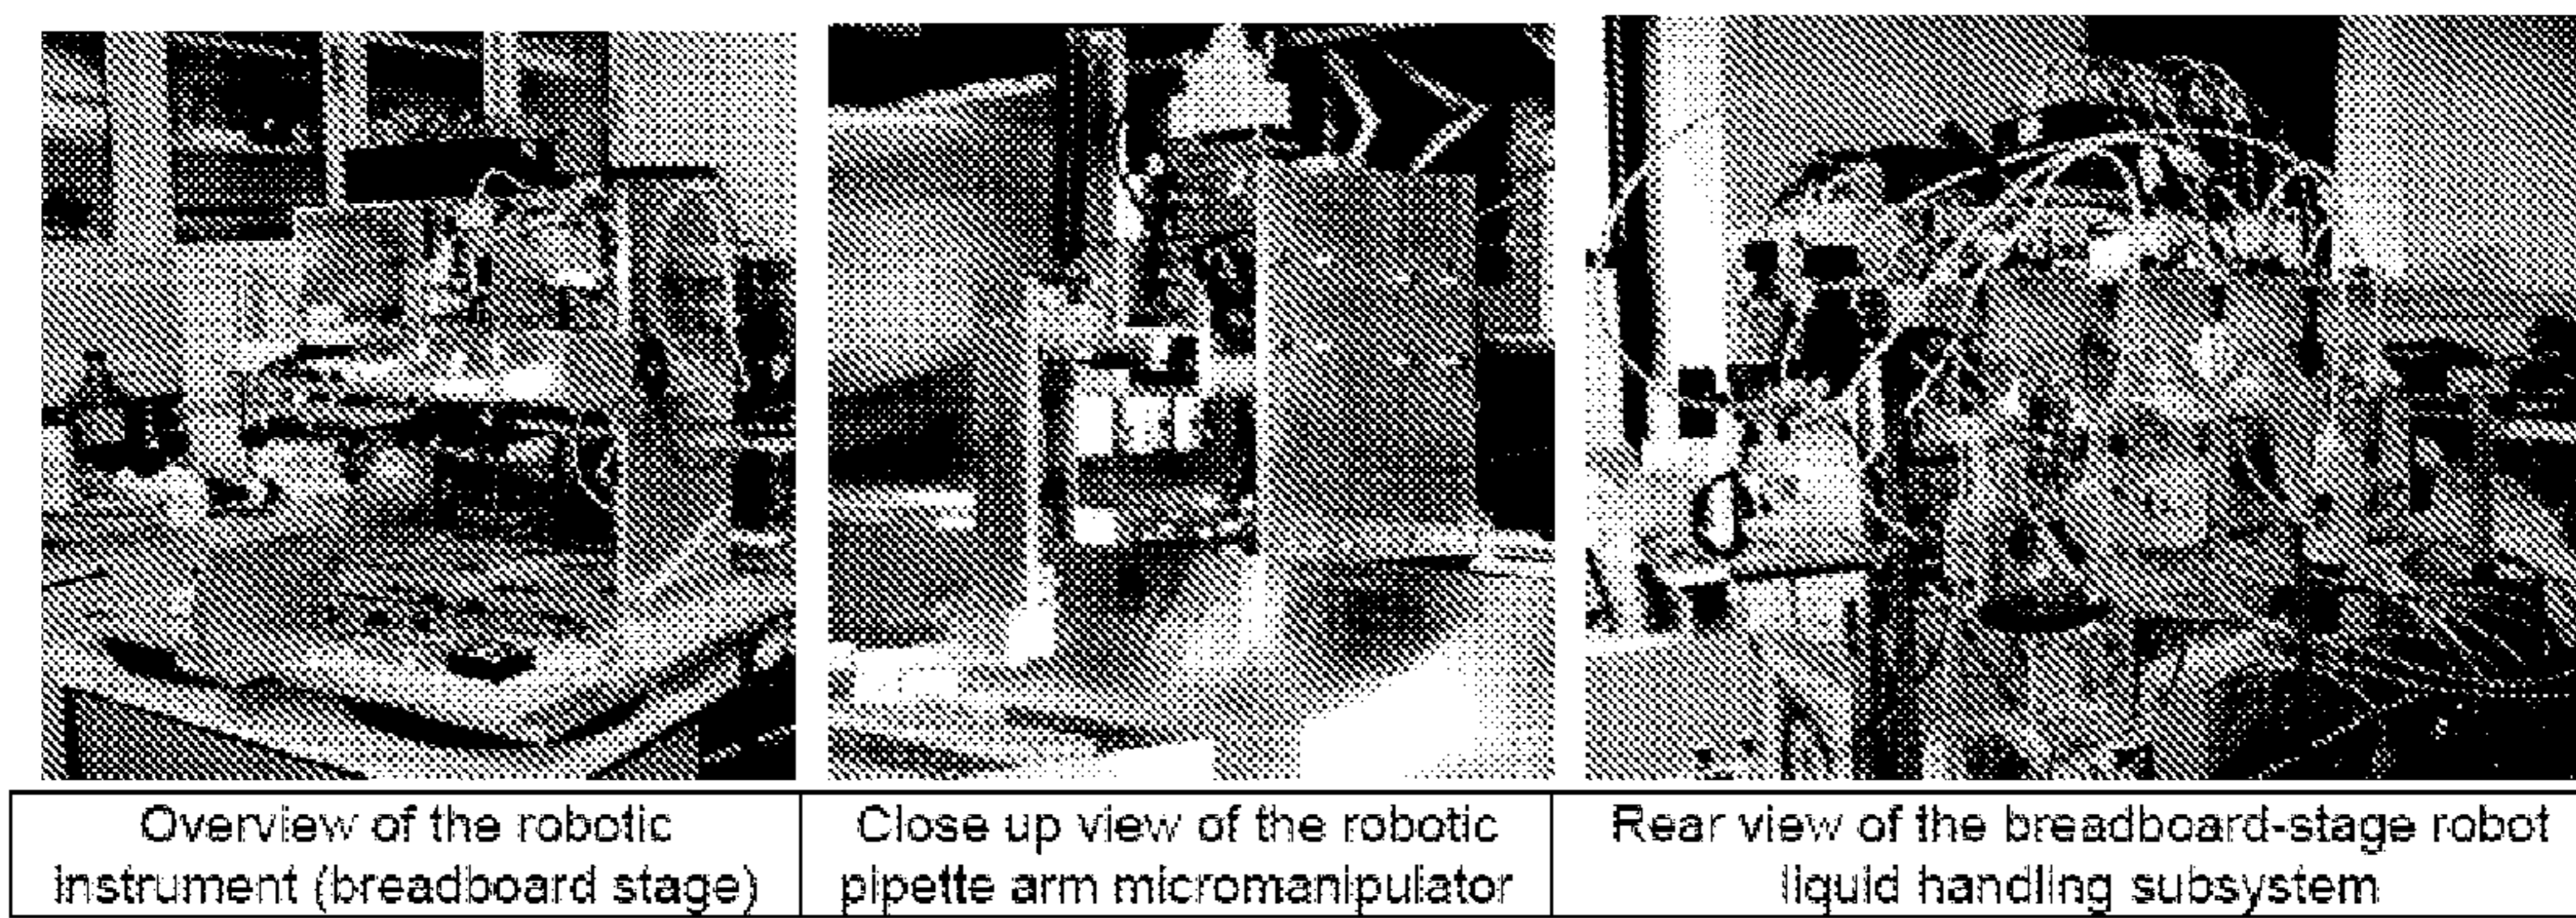 Overview of the robotic
instrument (breadboard stage)
Close up view of the robotic
pipette arm micromanipulator
Rear view of the breadboard-stage robot
liquid handling subsystem